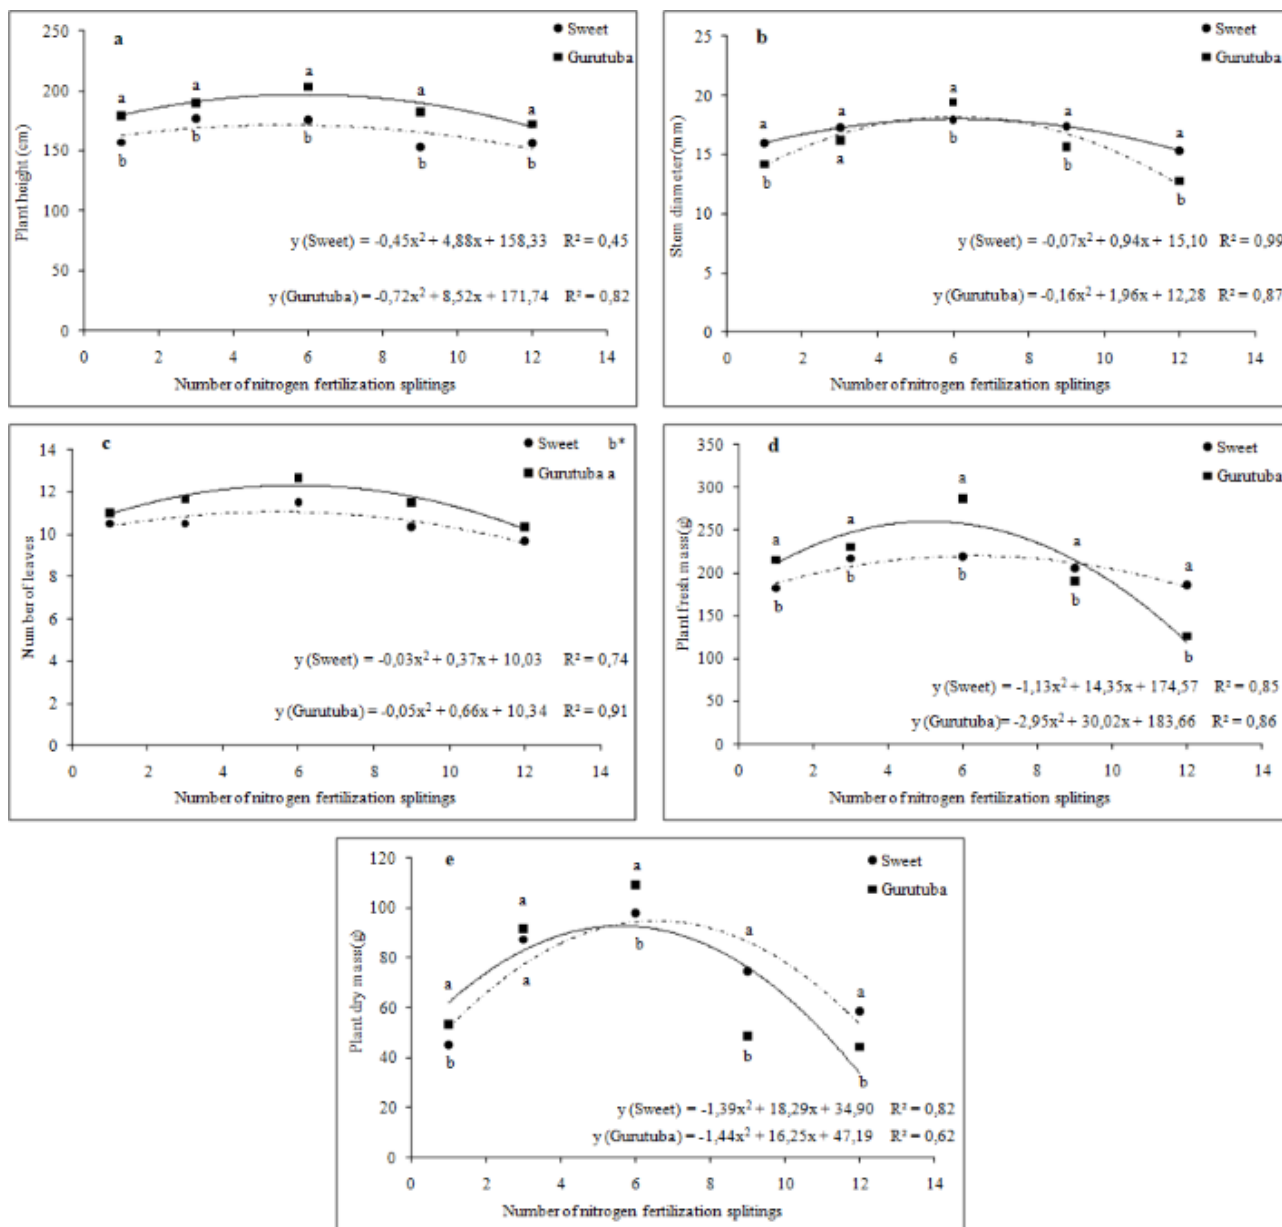 a
Sweet
Gurutuba
250
200
150
100
50
0
Plant height (cm)
a a a a a
b b b b b
y (Sweet) = -0,45x² + 4,88x + 158,33 R² = 0,45
y (Gurutuba) = -0,72x² + 8,52x + 171,74 R² = 0,82
0 2 4 6 8 10 12 14
Number of nitrogen fertilization splitings
b
Sweet
Gurutuba
25
20
15
10
5
0
Stem diameter(mm)
a a a a a
b a b b b
y (Sweet) = -0,07x² + 0,94x + 15,10 R² = 0,99
y (Gurutuba) = -0,16x² + 1,96x + 12,28 R² = 0,87
0 2 4 6 8 10 12 14
Number of nitrogen fertilization splitings
c
Sweet b*
Gurutuba a
14
12
10
8
6
4
2
0
Number of leaves
y (Sweet) = -0,03x² + 0,37x + 10,03 R² = 0,74
y (Gurutuba) = -0,05x² + 0,66x + 10,34 R² = 0,91
0 2 4 6 8 10 12 14
Number of nitrogen fertilization splitings
d
Sweet
Gurutuba
350
300
250
200
150
100
50
0
Plant fresh mass(g)
a a a a a
b b b b b
y (Sweet) = -1,13x² + 14,35x + 174,57 R² = 0,85
y (Gurutuba)= -2,95x² + 30,02x + 183,66 R² = 0,86
0 2 4 6 8 10 12 14
Number of nitrogen fertilization splitings
e
Sweet
Gurutuba
120
100
80
60
40
20
0
Plant dry mass(g)
a a a a a
b a b b b
y (Sweet) = -1,39x² + 18,29x + 34,90 R² = 0,82
y (Gurutuba) = -1,44x² + 16,25x + 47,19 R² = 0,62
0 2 4 6 8 10 12 14
Number of nitrogen fertilization splitings